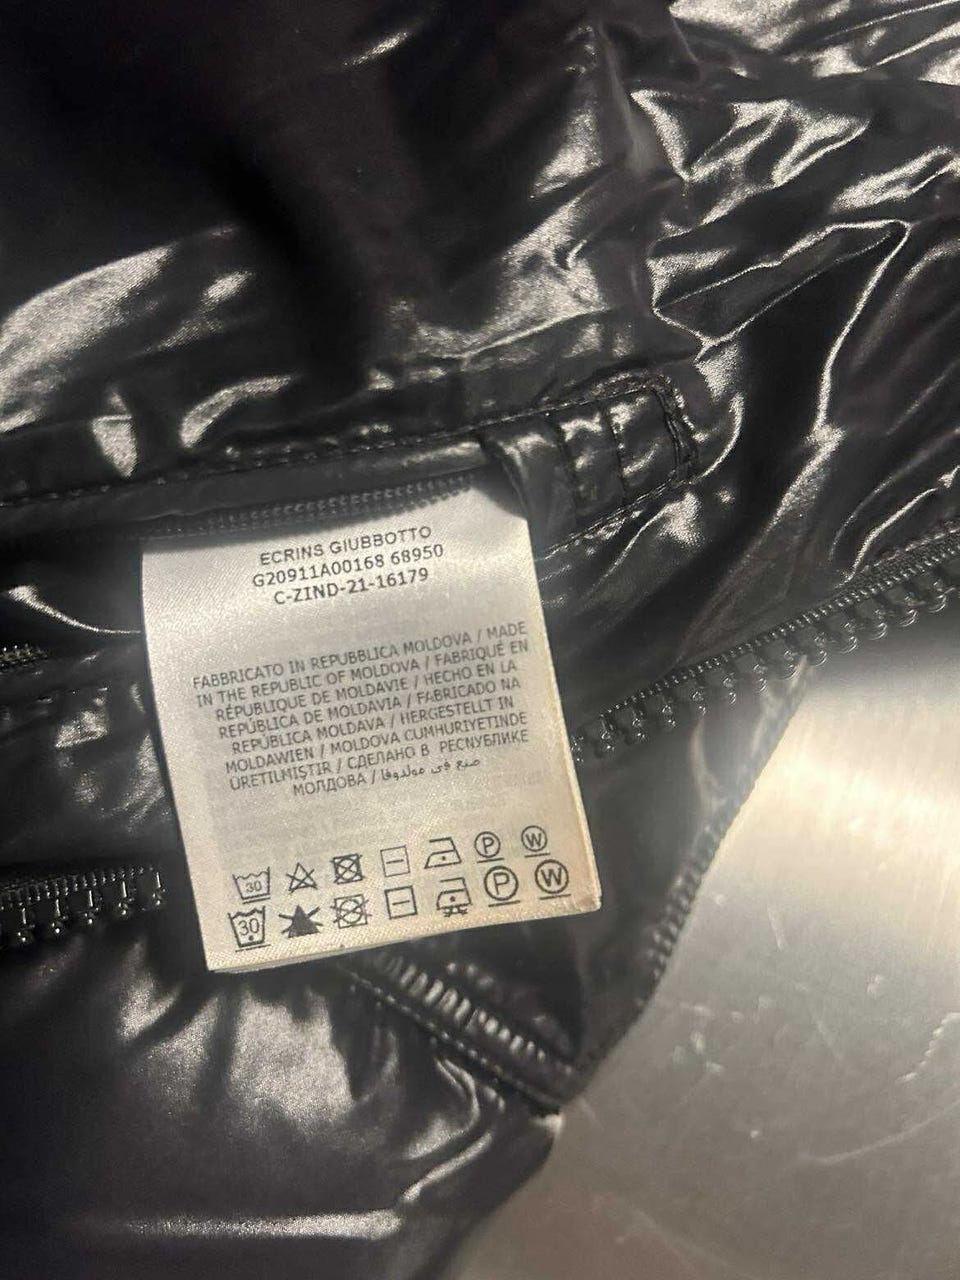 ECRINS GIUBBOTTO
G20911A00168 68950
C-ZIND-21-16179
FABBRICATO IN REPUBBLICA MOLDOVA / MADE
IN THE REPUBLIC OF MOLDOVA / FABRIQUÉ EN
RÉPUBLIQUE DE MOLDAVIE / HECHO EN LA
REPÚBLICA DE MOLDAVIA / FABRICADO NA
REPÚBLICA MOLDAVA / HERGESTELLT IN
MOLDAWIEN / MOLDOVA CUMHURIYETINDE
ÜRETILMIŞTIR / СДЕЛАНО В РЕСПУБЛИКЕ
МОЛДОВА / صنع في مولدوفا
30 P W
30 P W